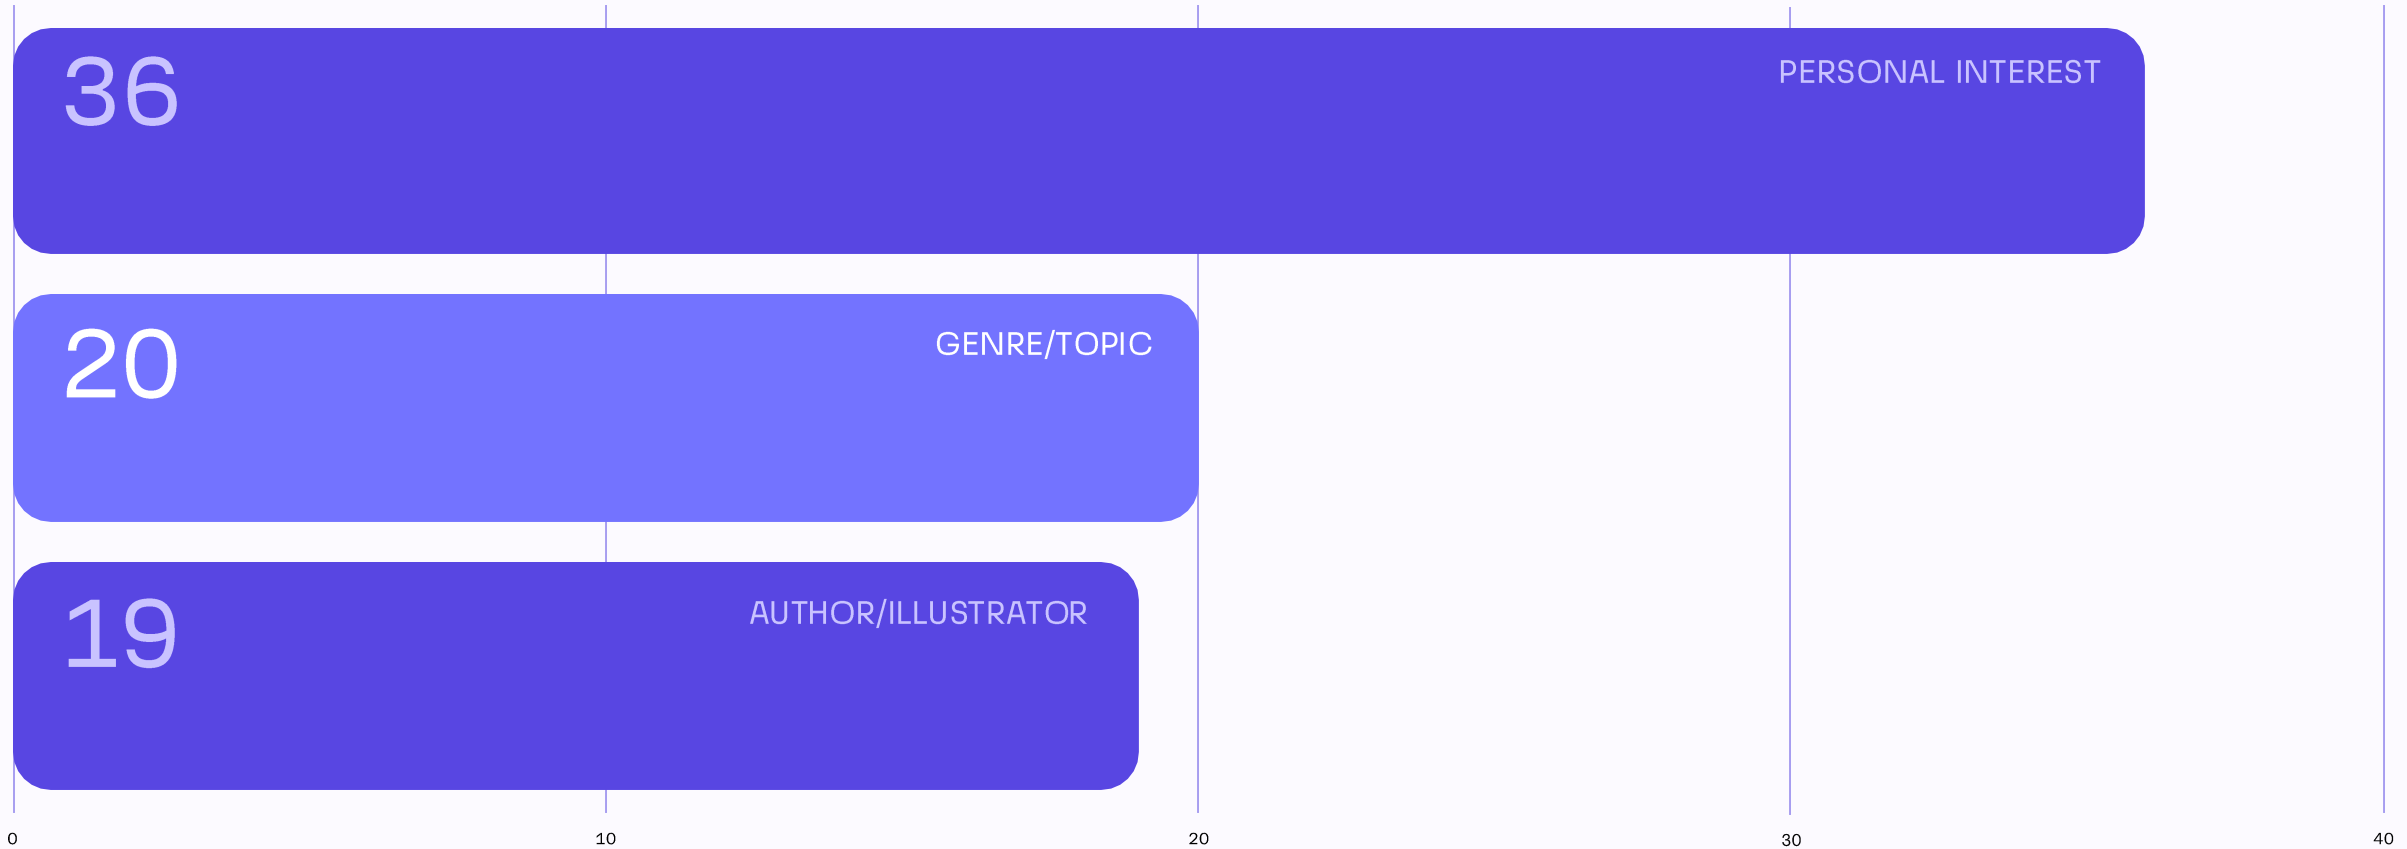 36
PERSONAL INTEREST
20
GENRE/TOPIC
19
AUTHOR/ILLUSTRATOR
0 10 20 30 40